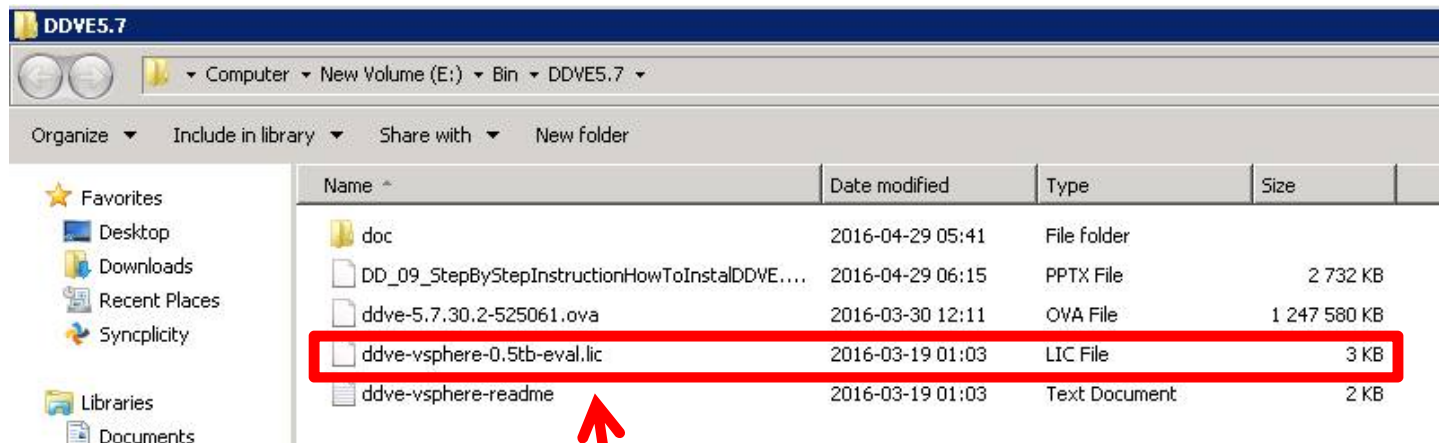 DDVE5.7
Computer New Volume (E:) Bin DDVE5.7
Organize Include in library Share with New folder
Name Date modified Type Size
Favorites
Desktop
Downloads
Recent Places
Syncplicity
Libraries
Documents
doc 2016-04-29 05:41 File folder
DD_09_StepByStepInstructionHowToInstalDDVE.... 2016-04-29 06:15 PPTX File 2 732 KB
ddve-5.7.30.2-525061.ova 2016-03-30 12:11 OVA File 1 247 580 KB
ddve-vsphere-0.5tb-eval.lic 2016-03-19 01:03 LIC File 3 KB
ddve-vsphere-readme 2016-03-19 01:03 Text Document 2 KB